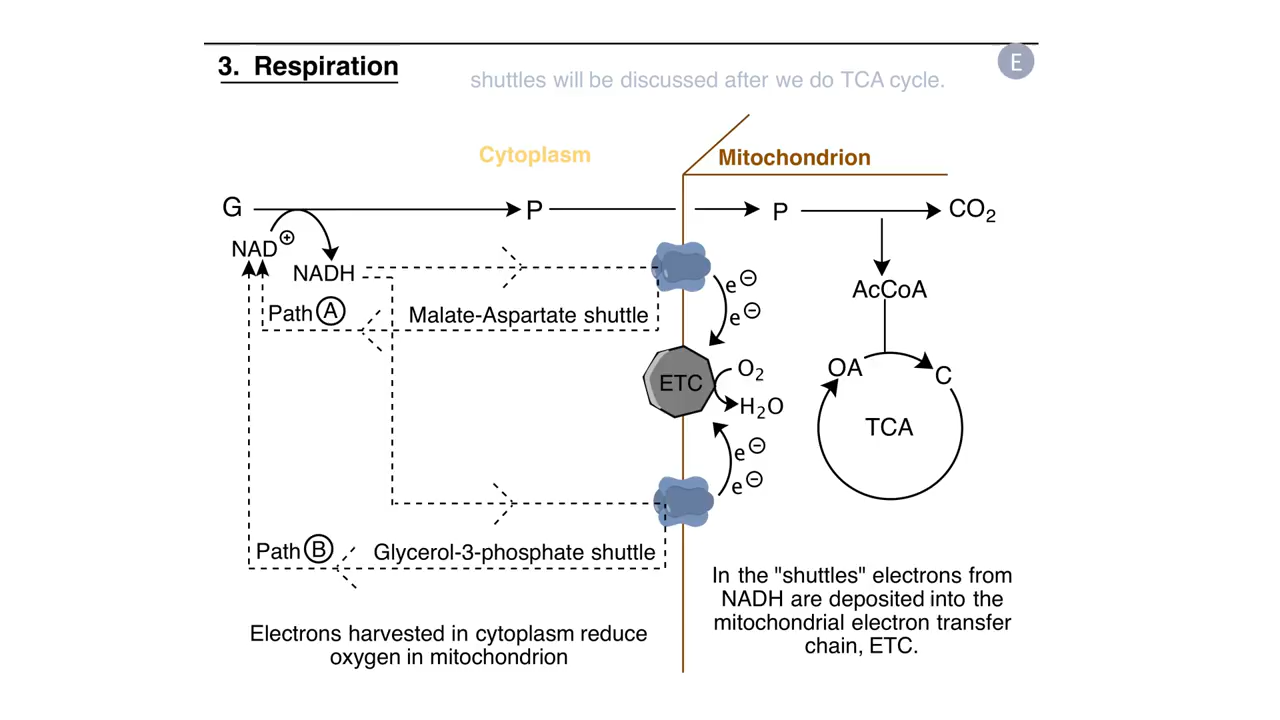 3. Respiration
E
shuttles will be discussed after we do TCA cycle.
Cytoplasm
Mitochondrion
G
P
P
CO₂
NAD⊕
NADH
e⊖
AcCoA
Path Ⓐ
Malate-Aspartate shuttle
e⊖
ETC
O₂
OA
C
H₂O
TCA
e⊖
e⊖
Path Ⓑ
Glycerol-3-phosphate shuttle
In the "shuttles" electrons from
NADH are deposited into the
mitochondrial electron transfer
chain, ETC.
Electrons harvested in cytoplasm reduce
oxygen in mitochondrion